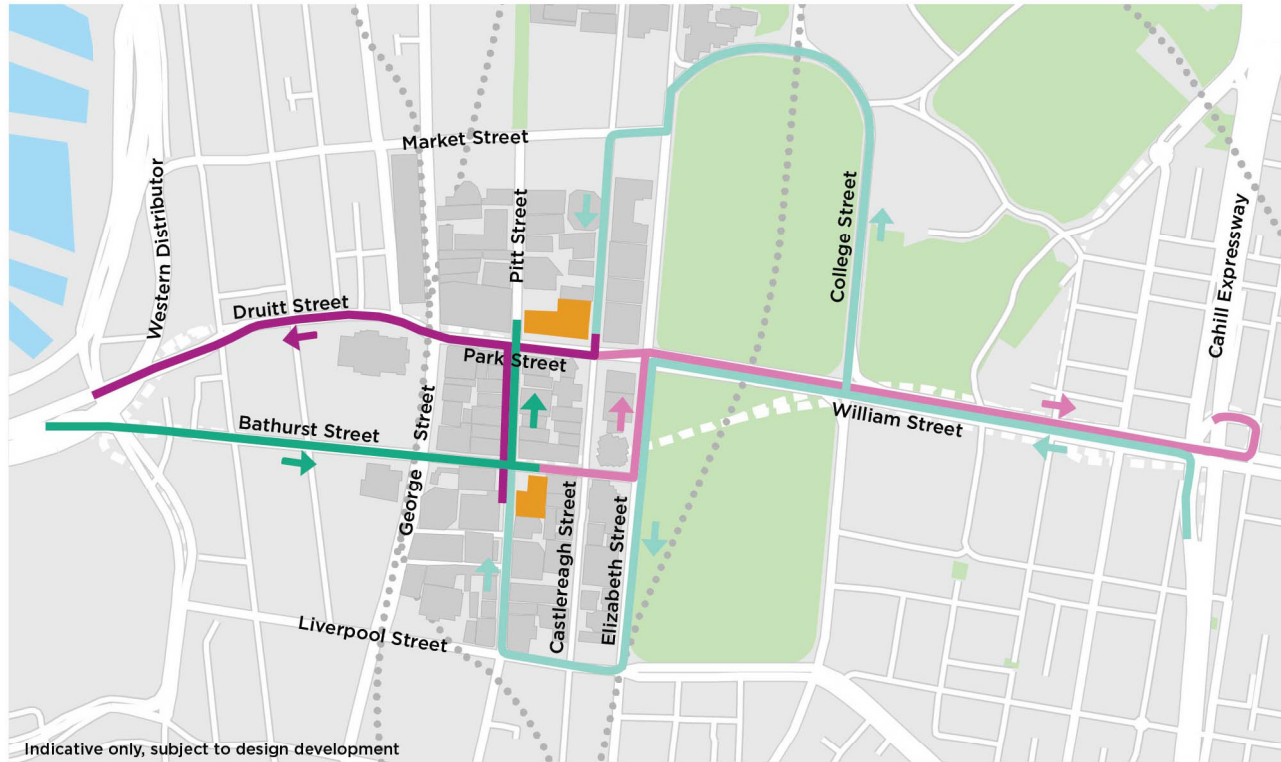 Market Street
Western Distributor
Pitt Street
College Street
Cahill Expressway
Druitt Street
Park Street
William Street
Bathurst Street
George Street
Castlereagh Street
Elizabeth Street
Liverpool Street
Indicative only, subject to design development